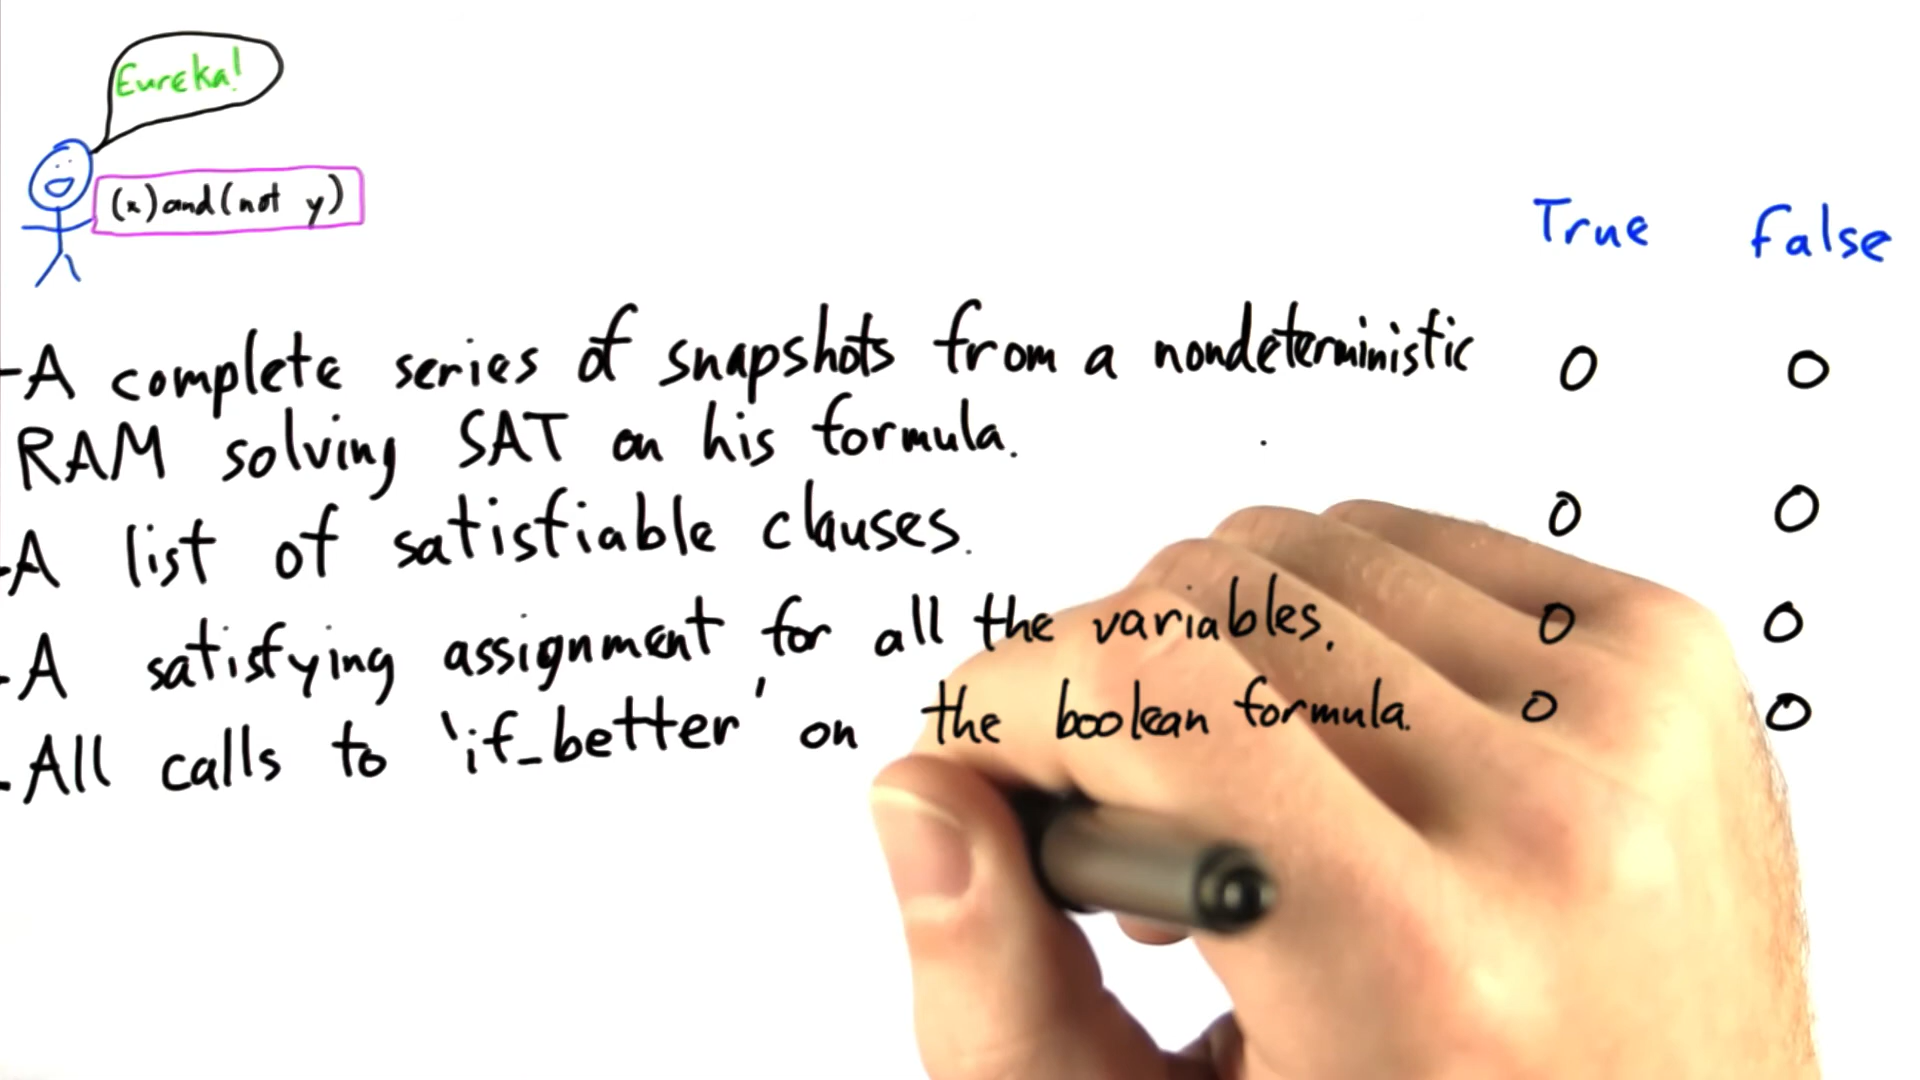 Eureka!
(x) and (not y)
True False
-A complete series of snapshots from a nondeterministic
RAM solving SAT on his formula.
-A list of satisfiable clauses.
-A satisfying assignment for all the variables.
-All calls to 'if_better' on the boolean formula.